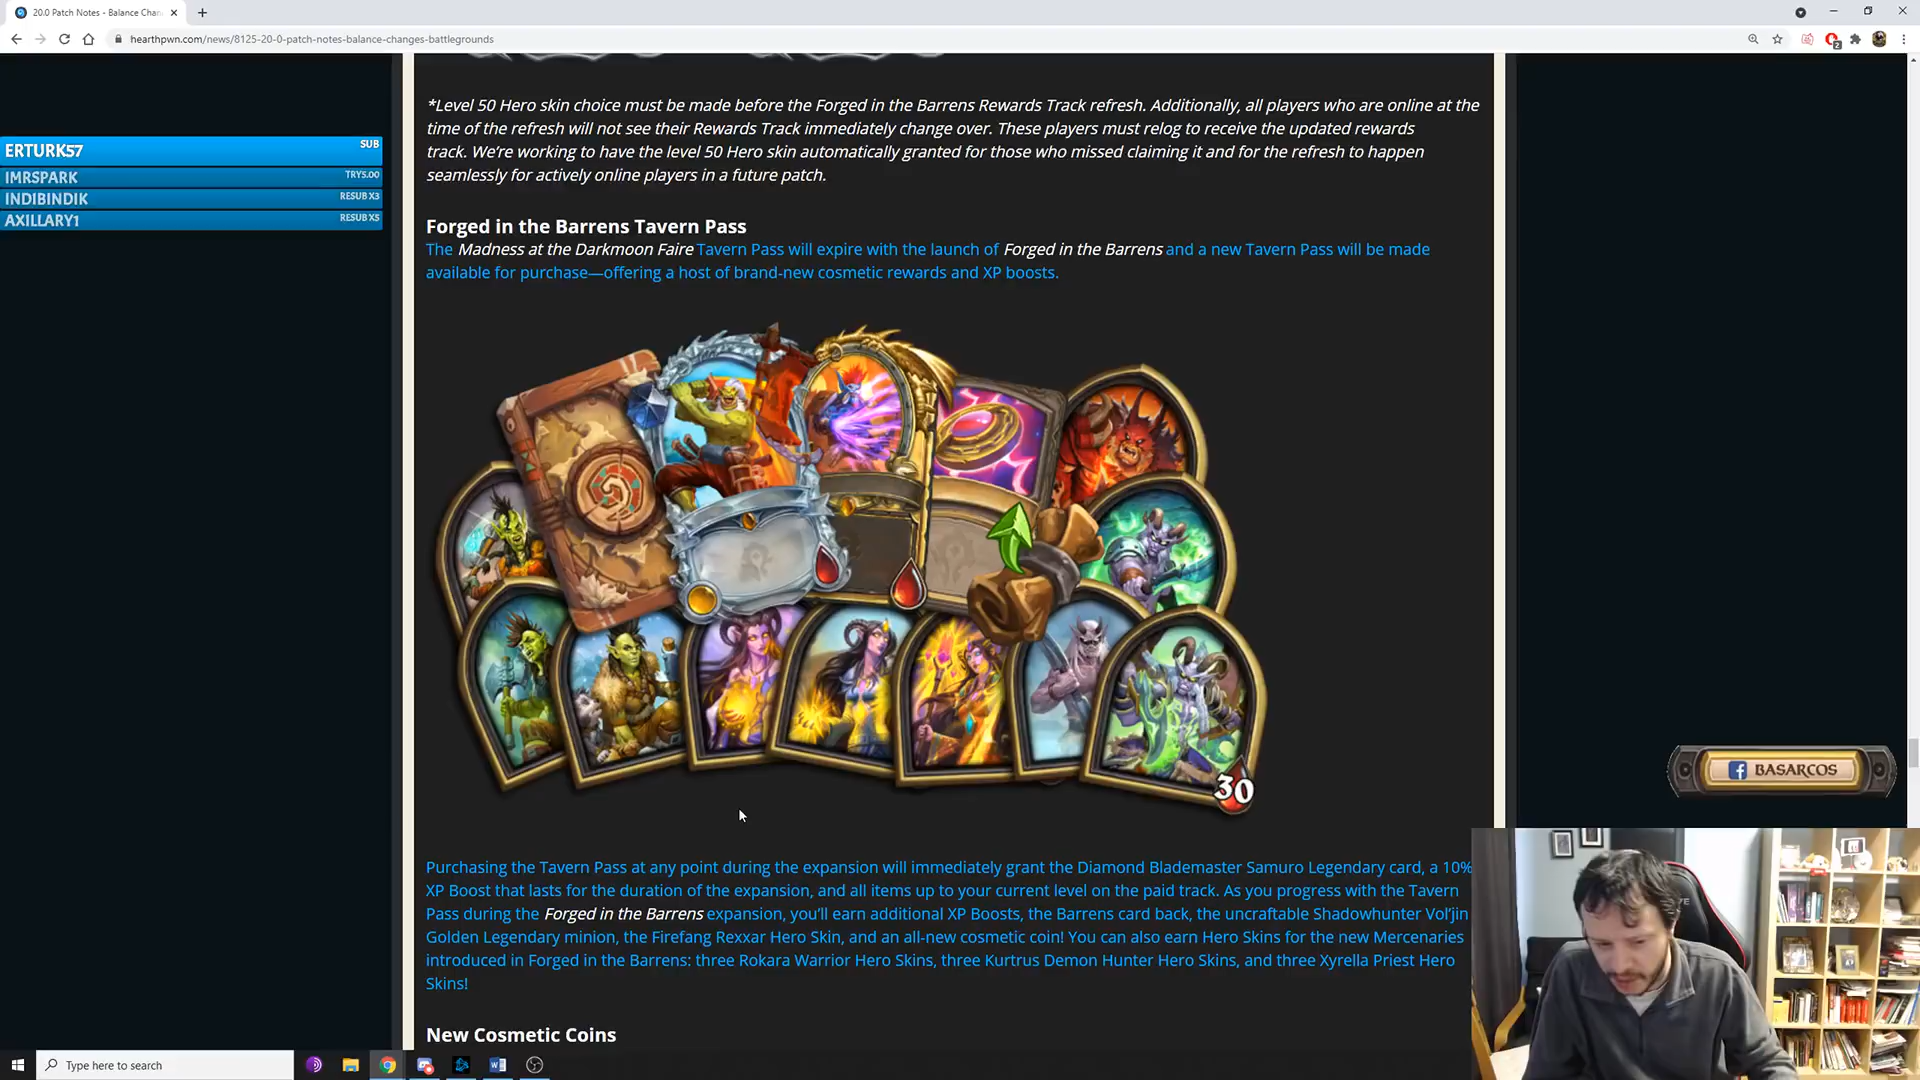 20.0 Patch Notes - Balance Chan
hearthpwn.com/news/8125-20-0-patch-notes-balance-changes-battlegrounds
2
ERTURK57 SUB
IMRSPARK TRY5.00
INDIBINDIK RESUB X3
AXILLARY1 RESUB X5
*Level 50 Hero skin choice must be made before the Forged in the Barrens Rewards Track refresh. Additionally, all players who are online at the
time of the refresh will not see their Rewards Track immediately change over. These players must relog to receive the updated rewards
track. We’re working to have the level 50 Hero skin automatically granted for those who missed claiming it and for the refresh to happen
seamlessly for actively online players in a future patch.
Forged in the Barrens Tavern Pass
The Madness at the Darkmoon Faire Tavern Pass will expire with the launch of Forged in the Barrens and a new Tavern Pass will be made
available for purchase—offering a host of brand-new cosmetic rewards and XP boosts.
30
BASARCOS
Purchasing the Tavern Pass at any point during the expansion will immediately grant the Diamond Blademaster Samuro Legendary card, a 10%
XP Boost that lasts for the duration of the expansion, and all items up to your current level on the paid track. As you progress with the Tavern
Pass during the Forged in the Barrens expansion, you’ll earn additional XP Boosts, the Barrens card back, the uncraftable Shadowhunter Vol’jin
Golden Legendary minion, the Firefang Rexxar Hero Skin, and an all-new cosmetic coin! You can also earn Hero Skins for the new Mercenaries
introduced in Forged in the Barrens: three Rokara Warrior Hero Skins, three Kurtrus Demon Hunter Hero Skins, and three Xyrella Priest Hero
Skins!
New Cosmetic Coins
Type here to search